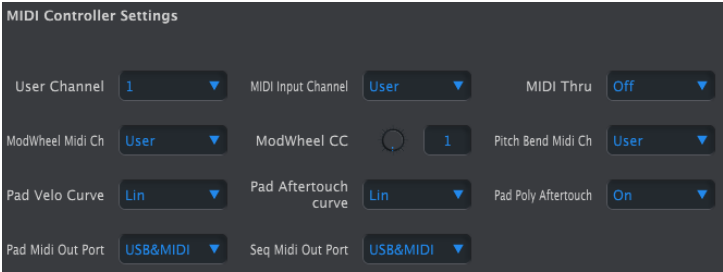 MIDI Controller Settings
User Channel 1 MIDI Input Channel User MIDI Thru Off
ModWheel Midi Ch User ModWheel CC 1 Pitch Bend Midi Ch User
Pad Velo Curve Lin Pad Aftertouch curve Lin Pad Poly Aftertouch On
Pad Midi Out Port USB&MIDI Seq Midi Out Port USB&MIDI